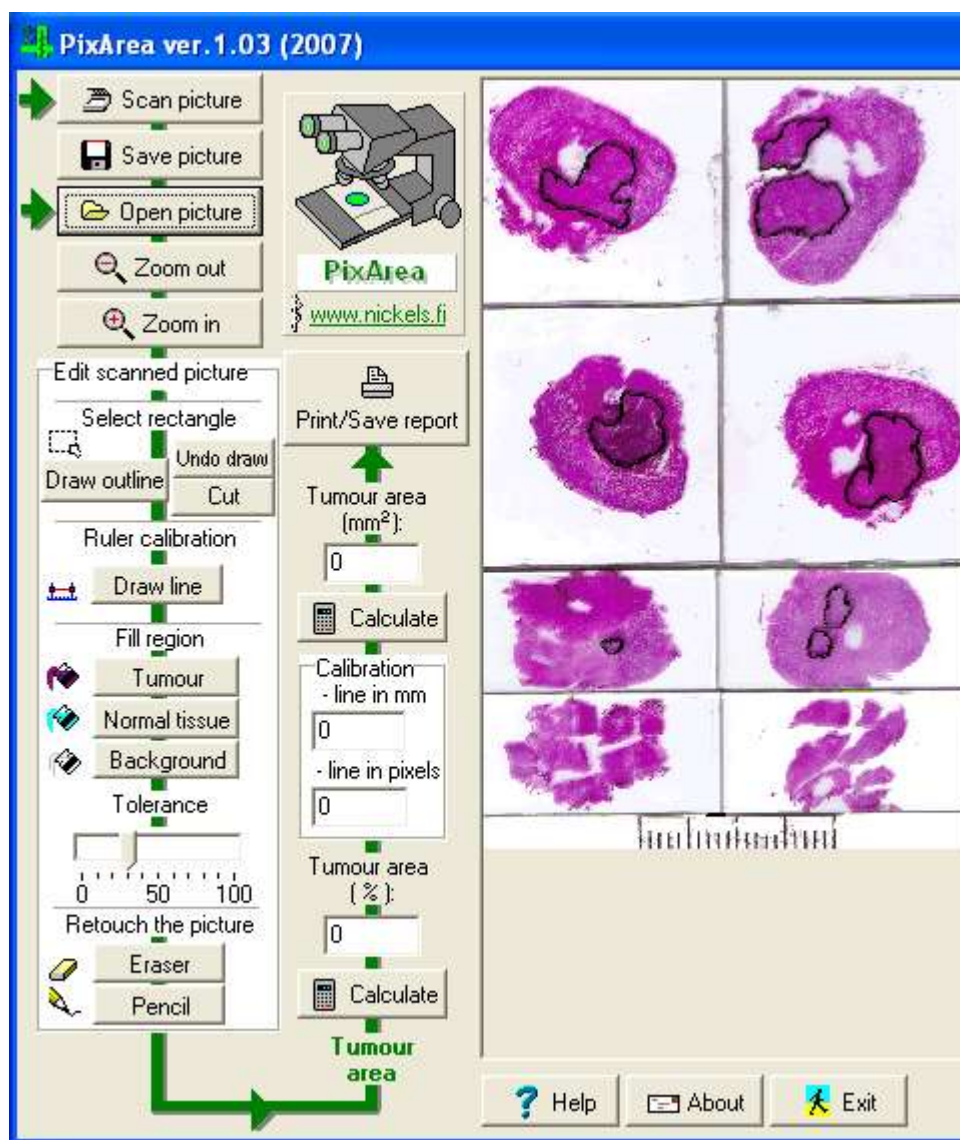 PixArea ver.1.03 (2007)
Scan picture
Save picture
Open picture
Zoom out
Zoom in
PixArea
www.nickels.fi
Edit scanned picture
Select rectangle
Draw outline
Undo draw
Cut
Ruler calibration
Draw line
Fill region
Tumour
Normal tissue
Background
Tolerance
0 50 100
Retouch the picture
Eraser
Pencil
Print/Save report
Tumour area
(mm²):
0
Calculate
Calibration
- line in mm
0
- line in pixels
0
Tumour area
(%):
0
Calculate
Tumour
area
Help
About
Exit